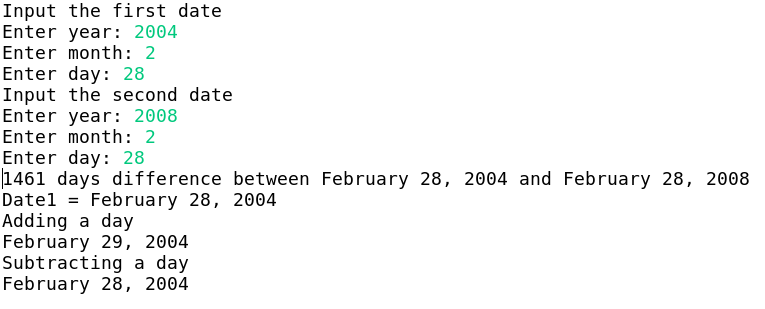 Input the first date
Enter year: 2004
Enter month: 2
Enter day: 28
Input the second date
Enter year: 2008
Enter month: 2
Enter day: 28
1461 days difference between February 28, 2004 and February 28, 2008
Date1 = February 28, 2004
Adding a day
February 29, 2004
Subtracting a day
February 28, 2004